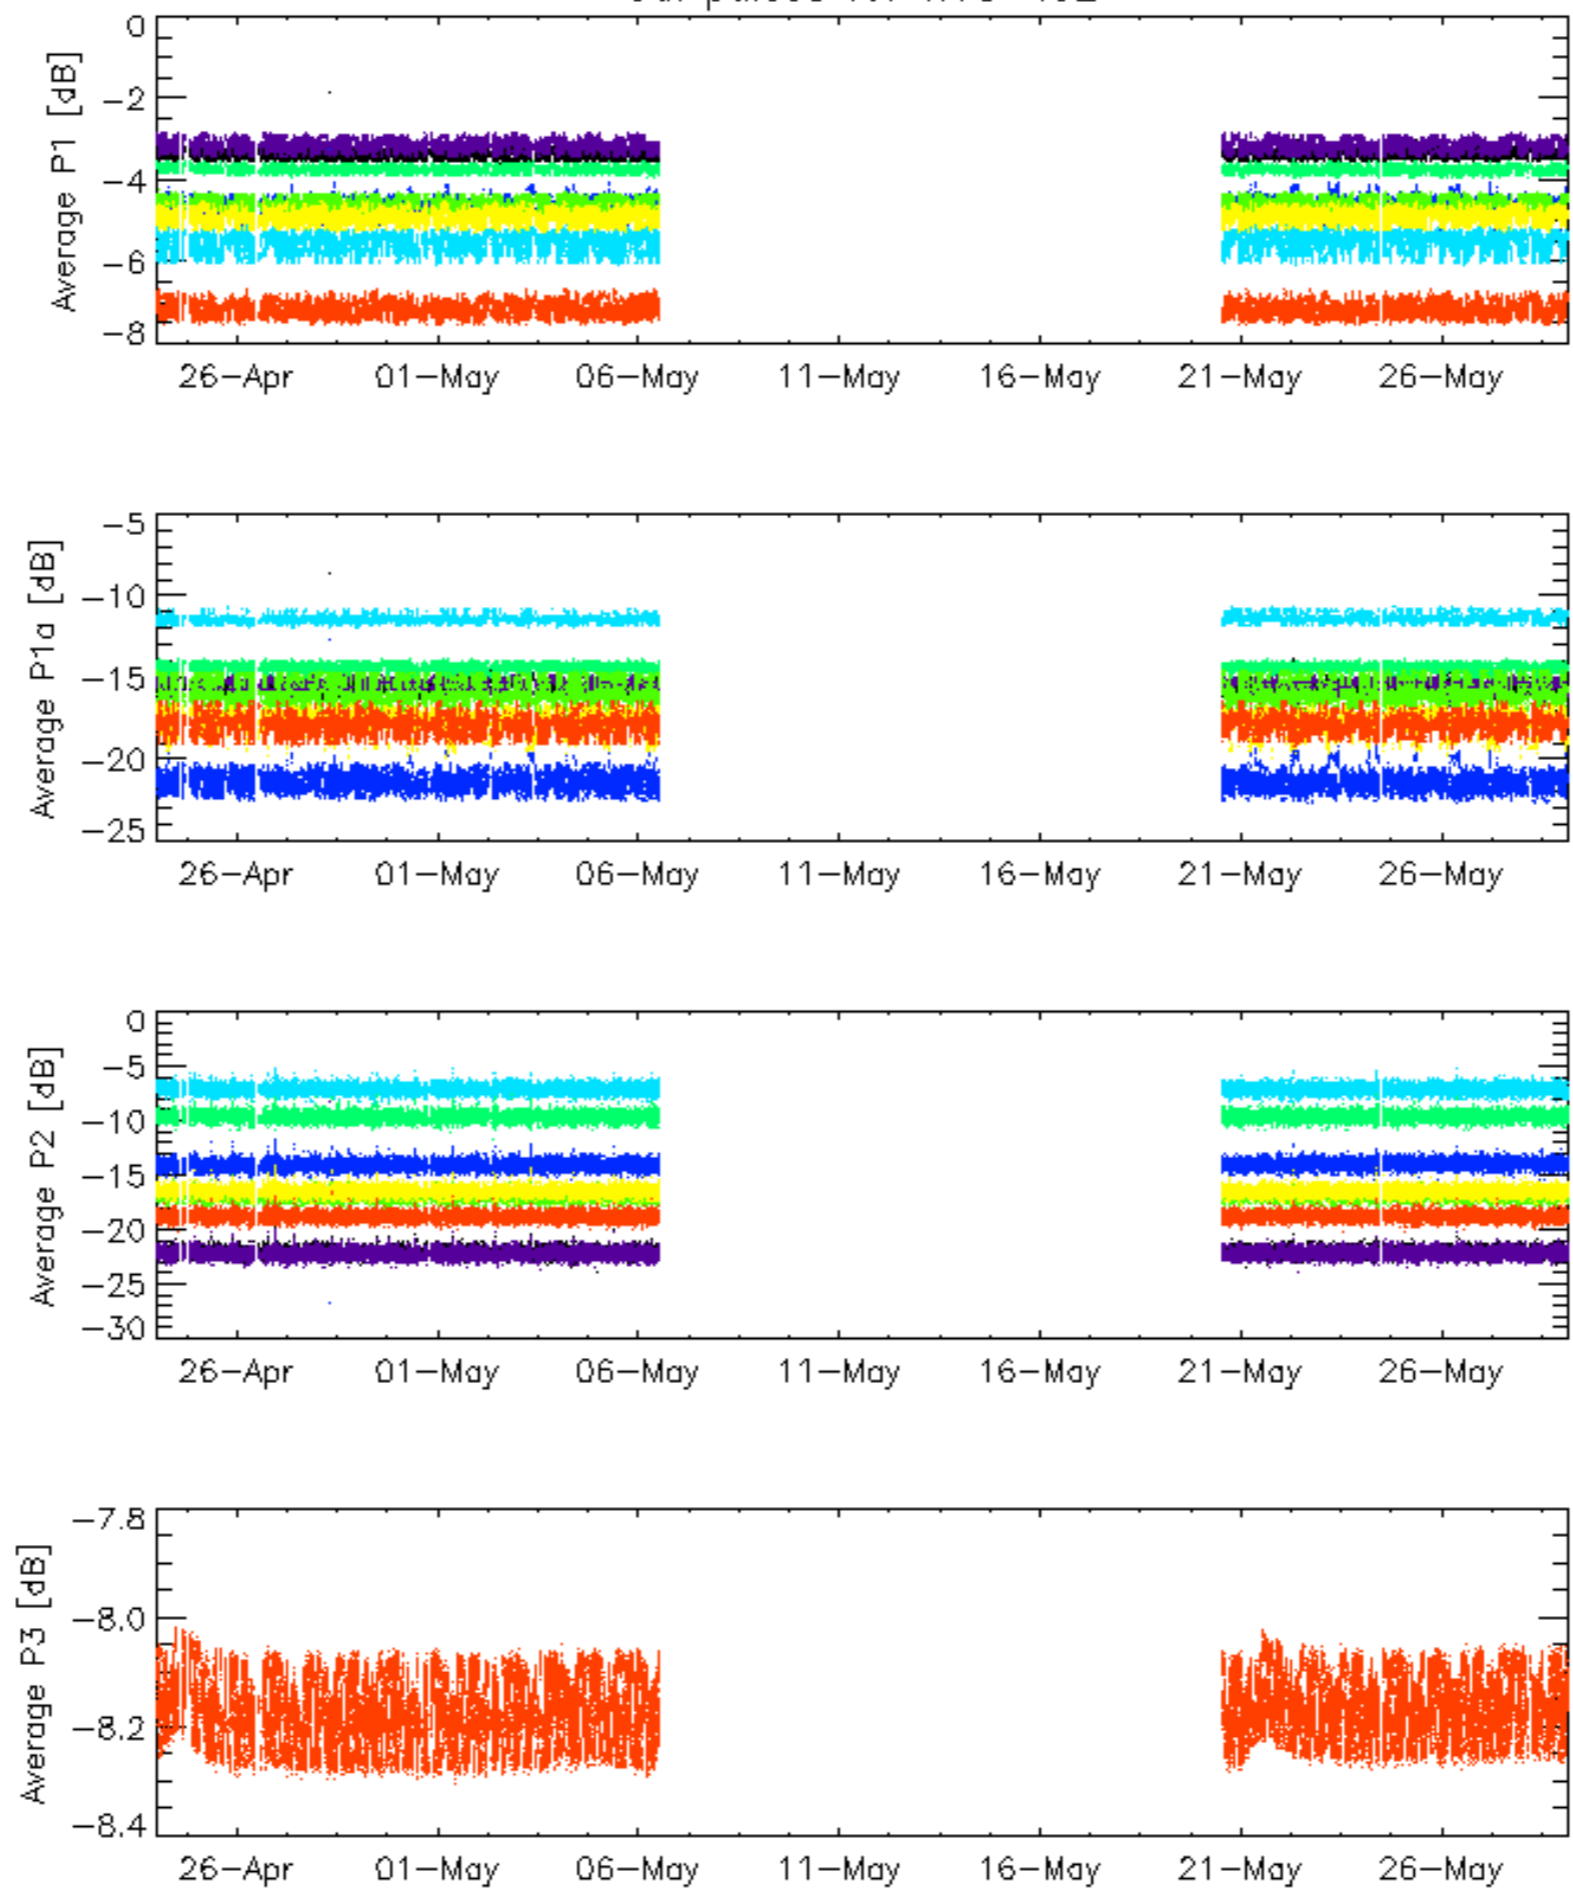 pulses for
0
−2
−4
−6
−8
Average P1 [dB]
26−Apr 01−May 06−May 11−May 16−May 21−May 26−May
−5
−10
−15
−20
−25
Average P1a [dB]
26−Apr 01−May 06−May 11−May 16−May 21−May 26−May
0
−5
−10
−15
−20
−25
−30
Average P2 [dB]
26−Apr 01−May 06−May 11−May 16−May 21−May 26−May
−7.8
−8.0
−8.2
−8.4
Average P3 [dB]
26−Apr 01−May 06−May 11−May 16−May 21−May 26−May